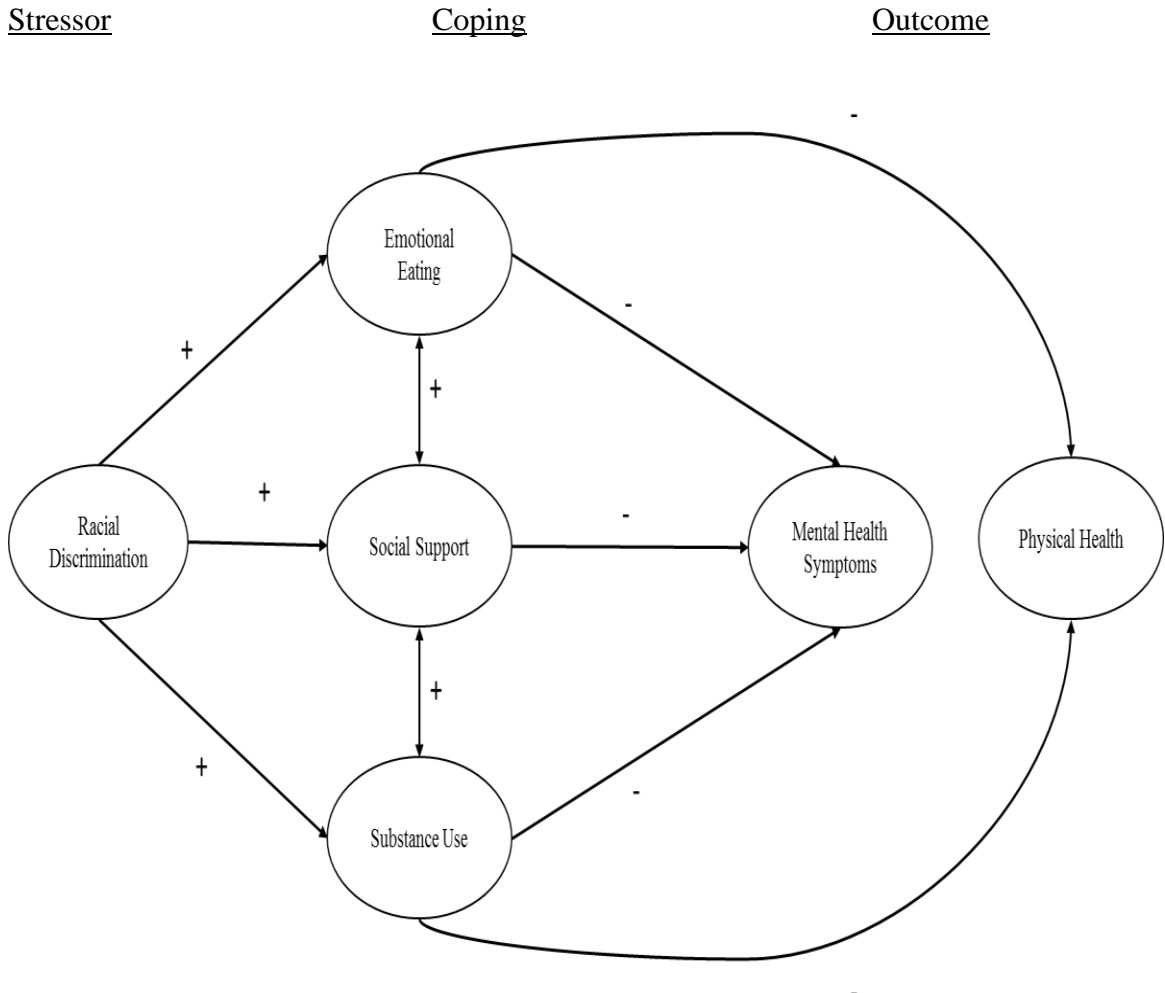 Stressor
Coping
Outcome
-
Emotional
Eating
-
+
+
+
-
Racial
Discrimination
Social Support
Mental Health
Symptoms
Physical Health
+
+
-
Substance Use
-